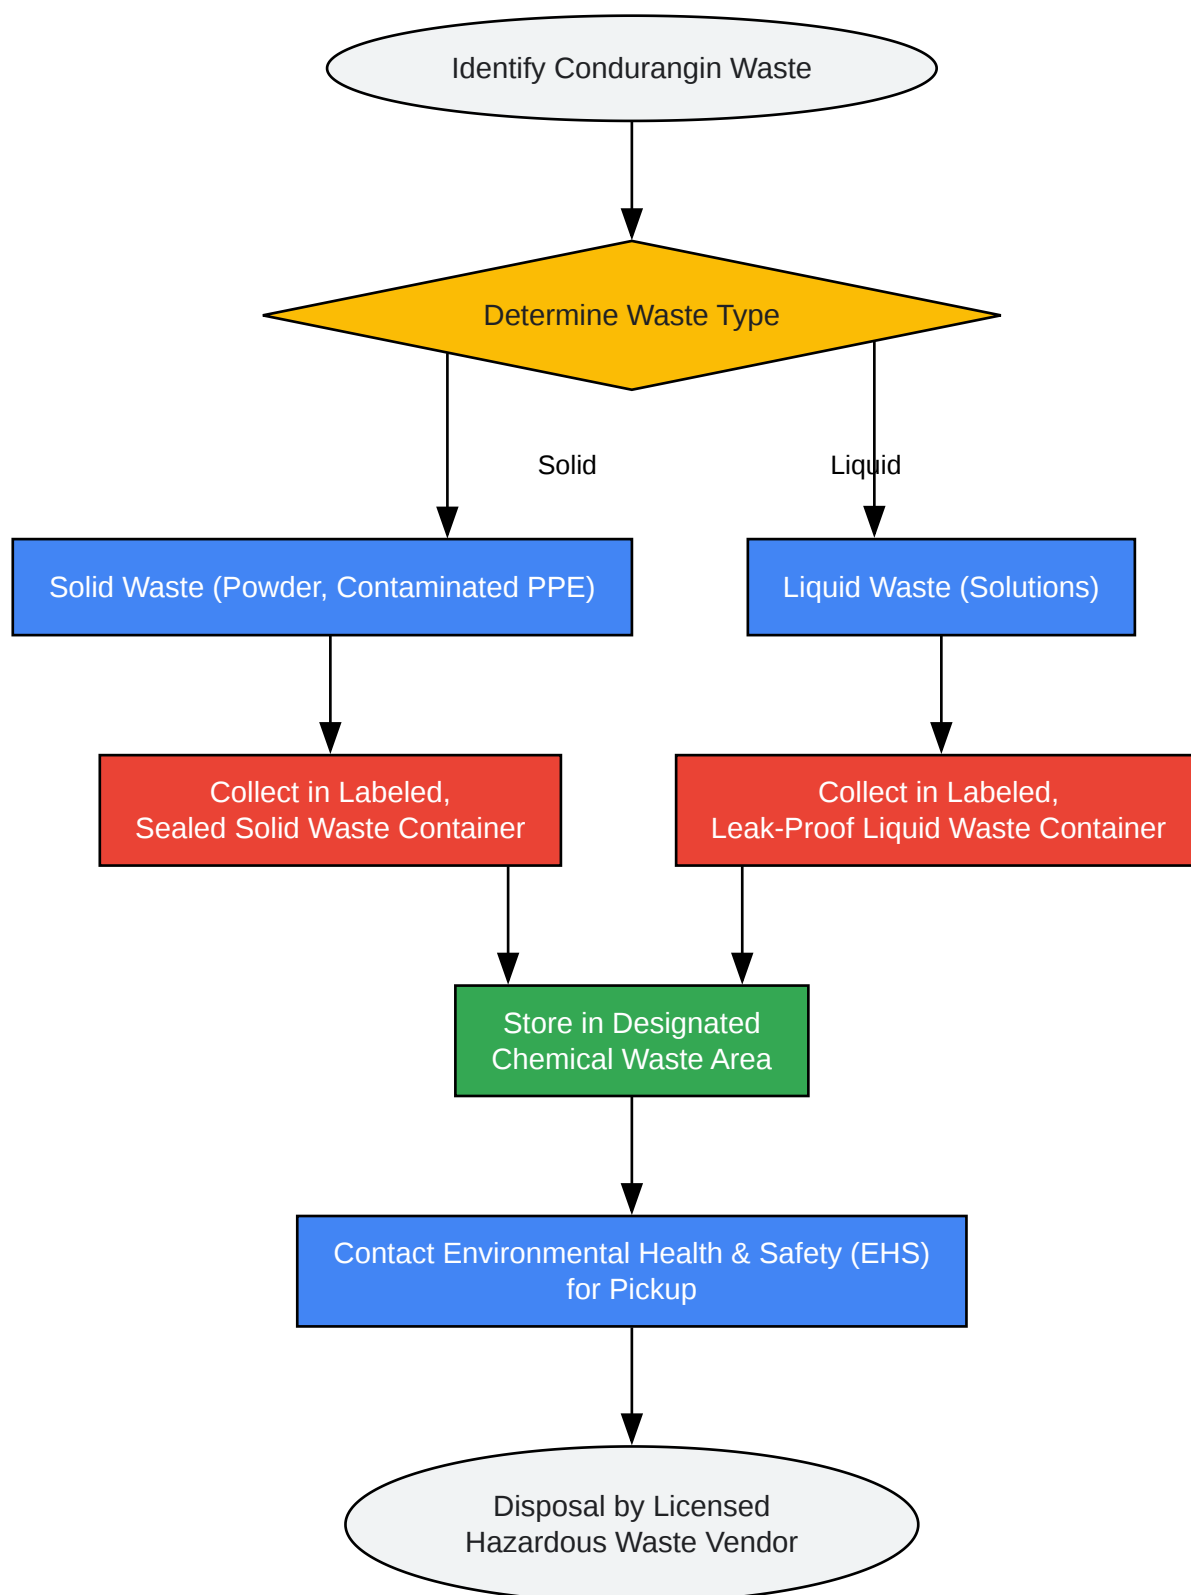 Identify Condurangin Waste
Determine Waste Type
Solid
Liquid
Solid Waste (Powder, Contaminated PPE)
Liquid Waste (Solutions)
Collect in Labeled,
Sealed Solid Waste Container
Collect in Labeled,
Leak-Proof Liquid Waste Container
Store in Designated
Chemical Waste Area
Contact Environmental Health & Safety (EHS)
for Pickup
Disposal by Licensed
Hazardous Waste Vendor